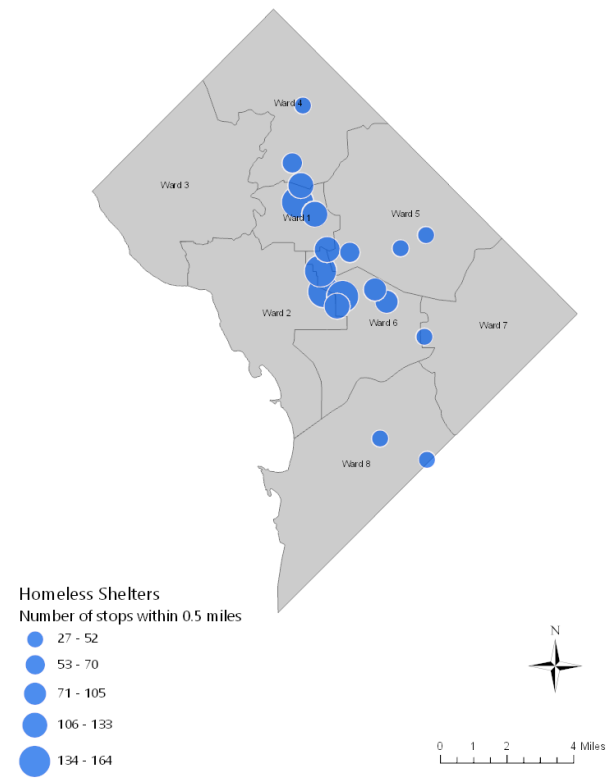 Ward 4
Ward 3
Ward 5
Ward 1
Ward 2
Ward 6
Ward 7
Ward 8
Homeless Shelters
Number of stops within 0.5 miles
27 - 52
53 - 70
71 - 105
106 - 133
134 - 164
N
0 1 2 4 Miles